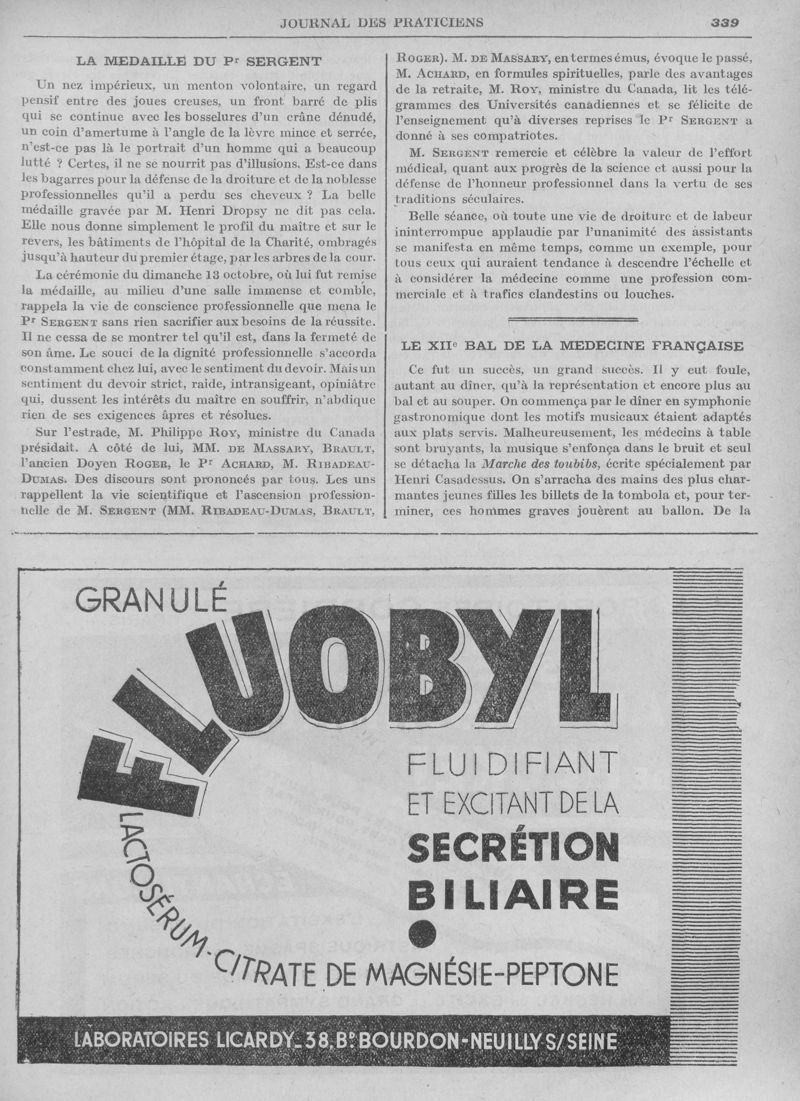 JOURNAL DES PRATICIENS 339
LA MEDAILLE DU Pr SERGENT
Un nez impérieux, un menton volontaire, un regard
pensif entre des joues creuses, un front barré de plis
qui se continue avec les bosselures d'un crâne dénudé,
un coin d'amertume à l'angle de la lèvre mince et serrée,
n'est-ce pas là le portrait d'un homme qui a beaucoup
lutté ? Certes, il ne se nourrit pas d'illusions. Est-ce dans
les bagarres pour la défense de la droiture et de la noblesse
professionnelles qu'il a perdu ses cheveux ? La belle
médaille gravée par M. Henri Dropsy ne dit pas cela.
Elle nous donne simplement le profil du maître et sur le
revers, les bâtiments de l'hôpital de la Charité, ombragés
jusqu'à hauteur du premier étage, par les arbres de la cour.
La cérémonie du dimanche 13 octobre, où lui fut remise
la médaille, au milieu d'une salle immense et comble,
rappela la vie de conscience professionnelle que mena le
Pr SERGENT sans rien sacrifier aux besoins de la réussite.
Il ne cessa de se montrer tel qu'il est, dans la fermeté de
son âme. Le souci de la dignité professionnelle s'accorda
constamment chez lui, avec le sentiment du devoir. Mais un
sentiment du devoir strict, raide, intransigeant, opiniâtre
qui, dussent les intérêts du maître en souffrir, n'abdique
rien de ses exigences âpres et résolues.
Sur l'estrade, M. Philippe ROY, ministre du Canada
présidait. A côté de lui, MM. DE MASSARY, BRAULT,
l'ancien Doyen ROGER, le Pr ACHARD, M. RIBADEAU-
DUMAS. Des discours sont prononcés par tous. Les uns
rappellent la vie scientifique et l'ascension profession-
nelle de M. SERGENT (MM. RIBADEAU-DUMAS, BRAULT,
ROGER). M. DE MASSARY, en termes émus, évoque le passé,
M. ACHARD, en formules spirituelles, parle des avantages
de la retraite, M. ROY, ministre du Canada, lit les télé-
grammes des Universités canadiennes et se félicite de
l'enseignement qu'à diverses reprises le Pr SERGENT a
donné à ses compatriotes.
M. SERGENT remercie et célèbre la valeur de l'effort
médical, quant aux progrès de la science et aussi pour la
défense de l'honneur professionnel dans la vertu de ses
traditions séculaires.
Belle séance, où toute une vie de droiture et de labeur
ininterrompue applaudie par l'unanimité des assistants
se manifesta en même temps, comme un exemple, pour
tous ceux qui auraient tendance à descendre l'échelle et
à considérer la médecine comme une profession com-
merciale et à trafics clandestins ou louches.
LE XIIe BAL DE LA MEDECINE FRANÇAISE
Ce fut un succès, un grand succès. Il y eut foule,
autant au dîner, qu'à la représentation et encore plus au
bal et au souper. On commença par le dîner en symphonie
gastronomique dont les motifs musicaux étaient adaptés
aux plats servis. Malheureusement, les médecins à table
sont bruyants, la musique s'enfonça dans le bruit et seul
se détacha la Marche des toubibs, écrite spécialement par
Henri Casadessus. On s'arracha des mains des plus char-
mantes jeunes filles les billets de la tombola et, pour ter-
miner, ces hommes graves jouèrent au ballon. De la
GRANULÉ
FLUOBYL
FLUIDIFIANT
ET EXCITANT DE LA
SECRÉTION
BILIAIRE
LACTOSÉRUM-CITRATE DE MAGNÉSIE-PEPTONE
LABORATOIRES LICARDY_38, Bd BOURDON-NEUILLY S/SEINE